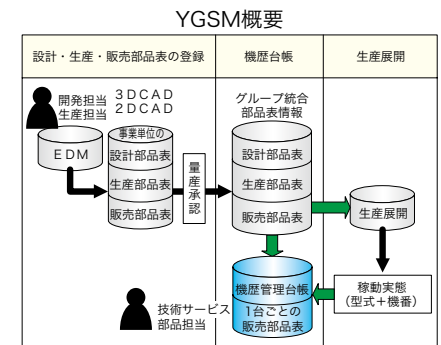 YGSM概要
設計・生産・販売部品表の登録
機歴台帳
生産展開
開発担当
生産担当
3DCAD
2DCAD
EDM
事業単位の
設計部品表
生産部品表
販売部品表
量産承認
グループ統合
部品表情報
設計部品表
生産部品表
販売部品表
生産展開
機歴管理台帳
1台ごとの
販売部品表
稼動実態
(型式+機番)
技術サービス
部品担当